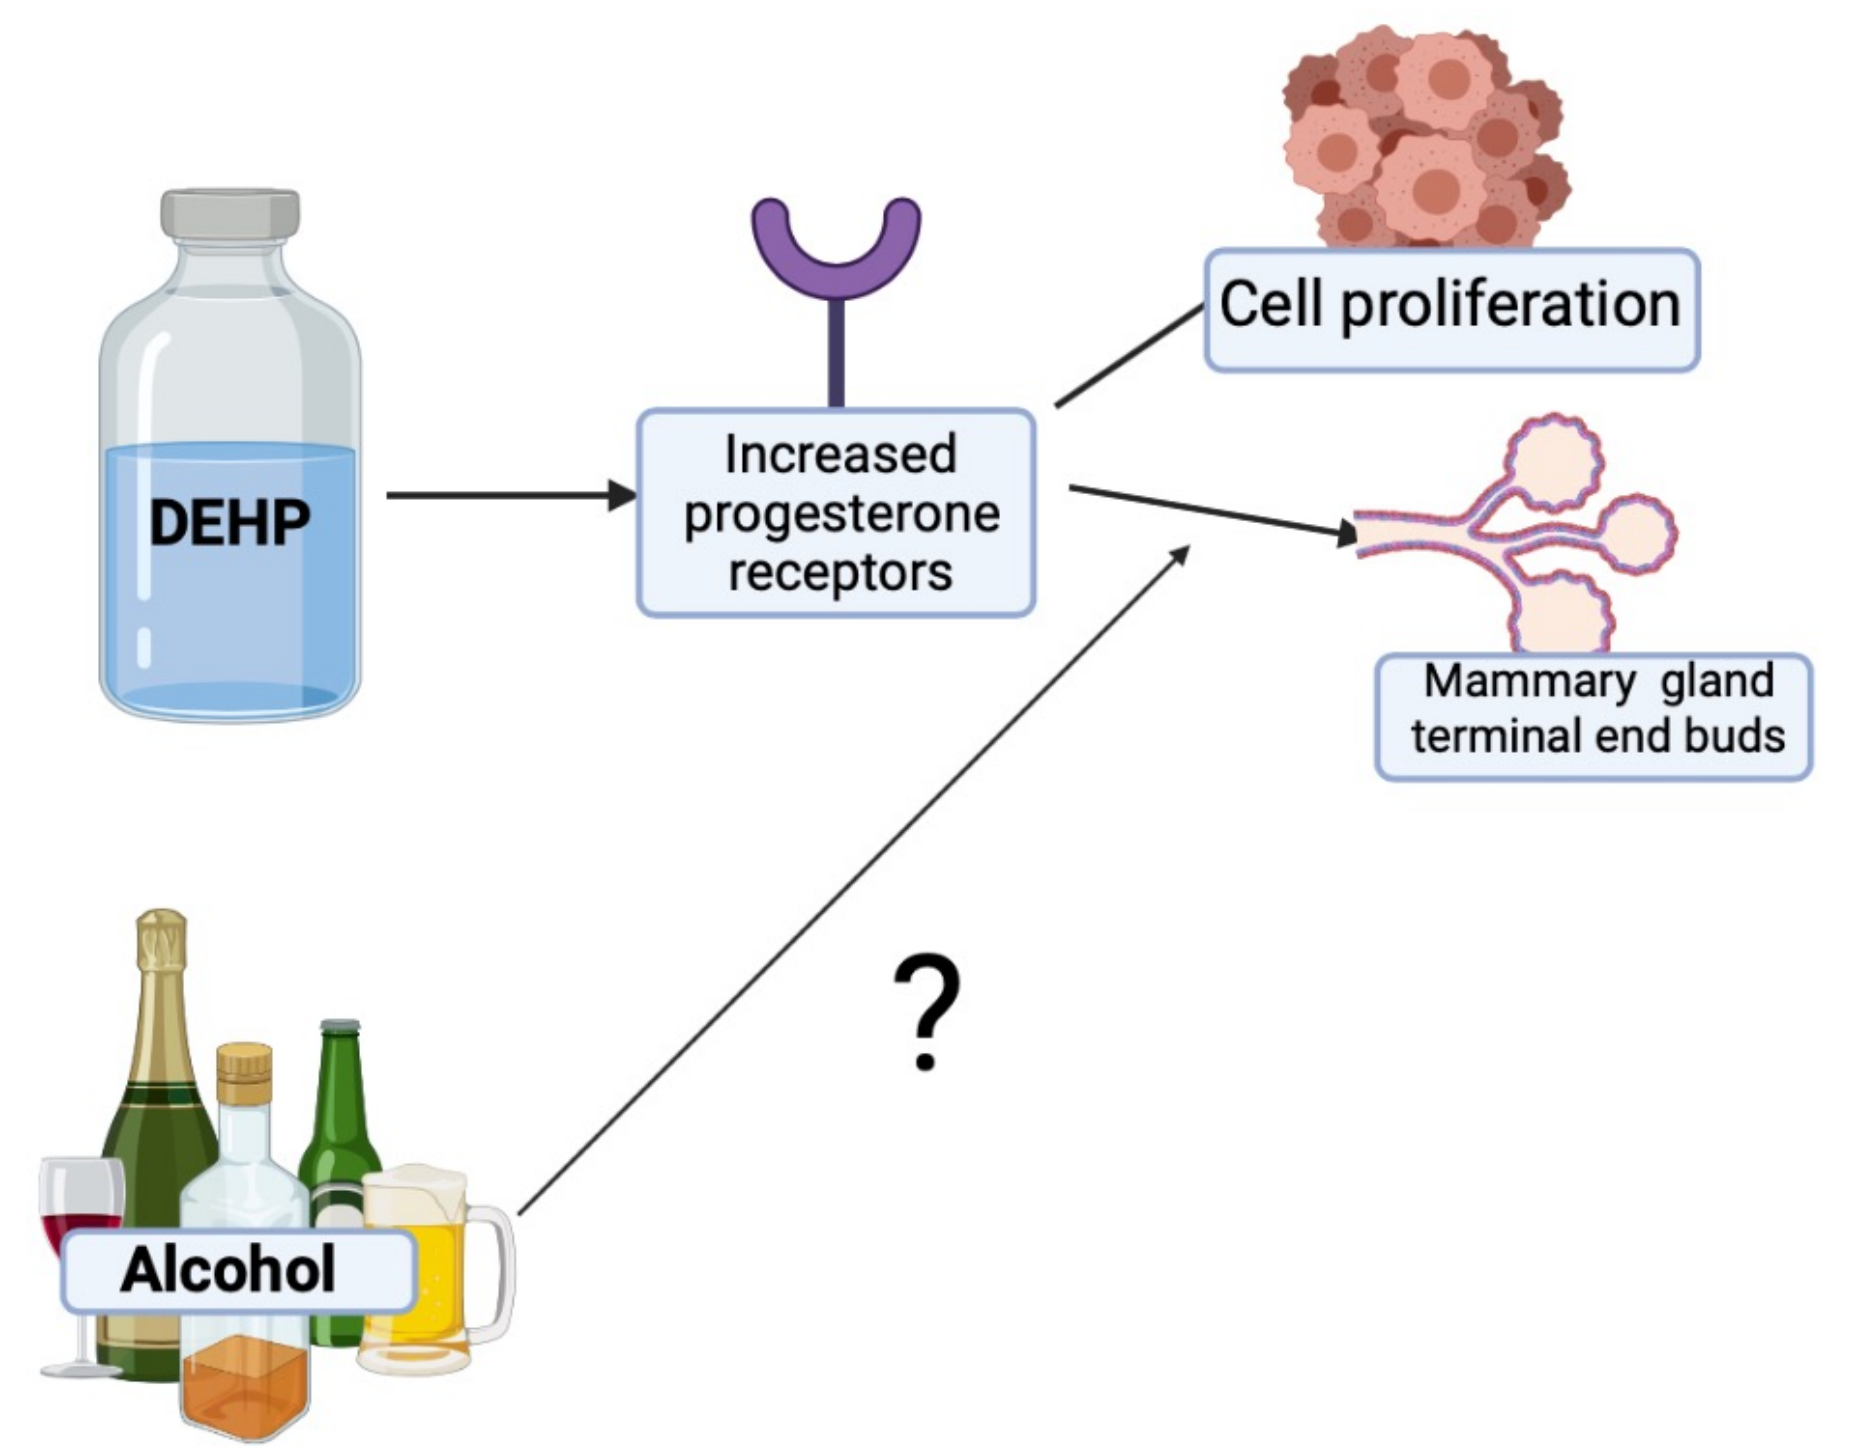 DEHP
Increased
progesterone
receptors
Cell proliferation
Mammary gland
terminal end buds
?
Alcohol